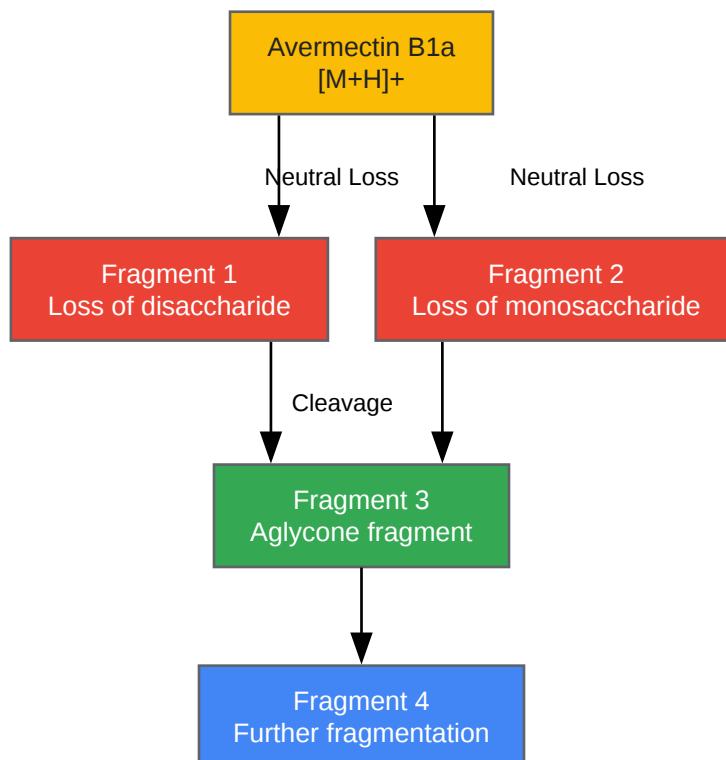 Avermectin B1a
[M+H]+
Neutral Loss
Neutral Loss
Fragment 1
Loss of disaccharide
Fragment 2
Loss of monosaccharide
Cleavage
Fragment 3
Aglycone fragment
Fragment 4
Further fragmentation